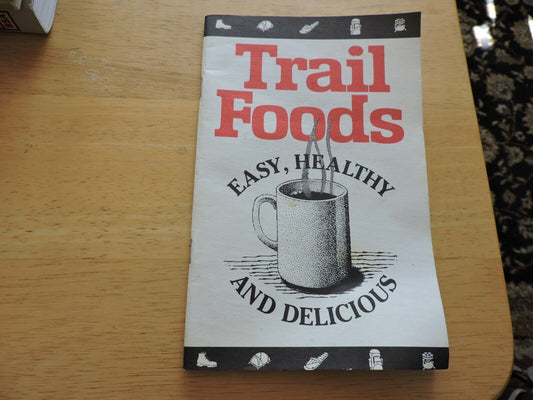 Trail
Foods
EASY, HEALTHY
AND DELICIOUS